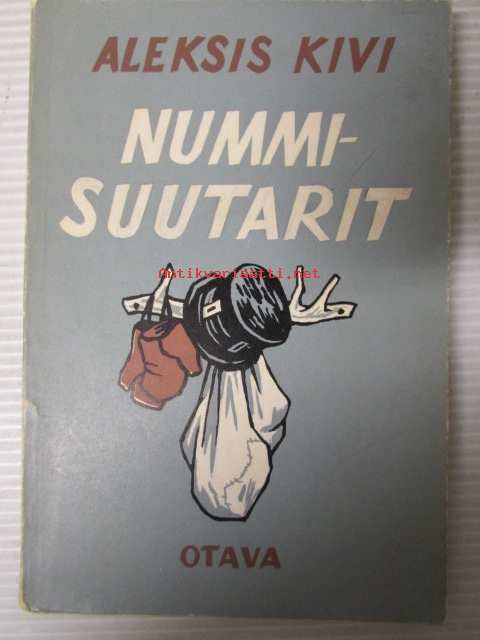 ALEKSIS KIVI
NUMMI-
SUUTARIT
Antikvariaatti.net
OTAVA